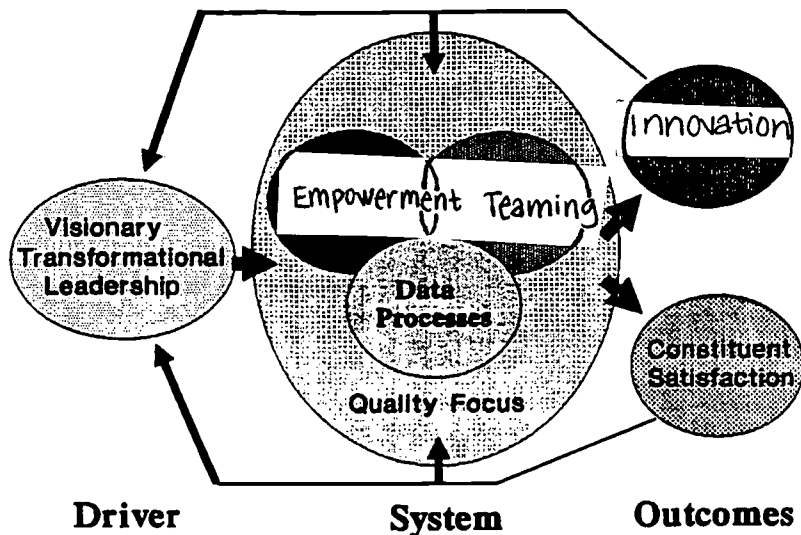 Innovation
Empowerment
Teaming
Visionary
Transformational
Leadership
Data
Processes
Constituent
Satisfaction
Quality Focus
Driver
System
Outcomes